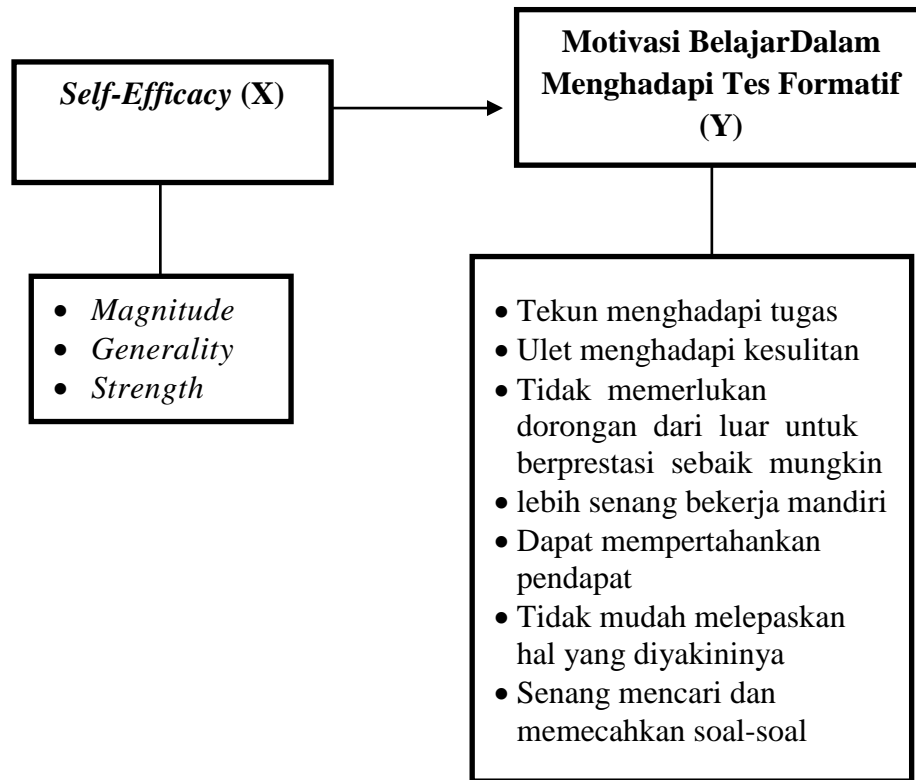 Self-Efficacy (X)
Motivasi BelajarDalam
Menghadapi Tes Formatif
(Y)
• Magnitude
• Generality
• Strength
• Tekun menghadapi tugas
• Ulet menghadapi kesulitan
• Tidak memerlukan
dorongan dari luar untuk
berprestasi sebaik mungkin
• lebih senang bekerja mandiri
• Dapat mempertahankan
pendapat
• Tidak mudah melepaskan
hal yang diyakininya
• Senang mencari dan
memecahkan soal-soal